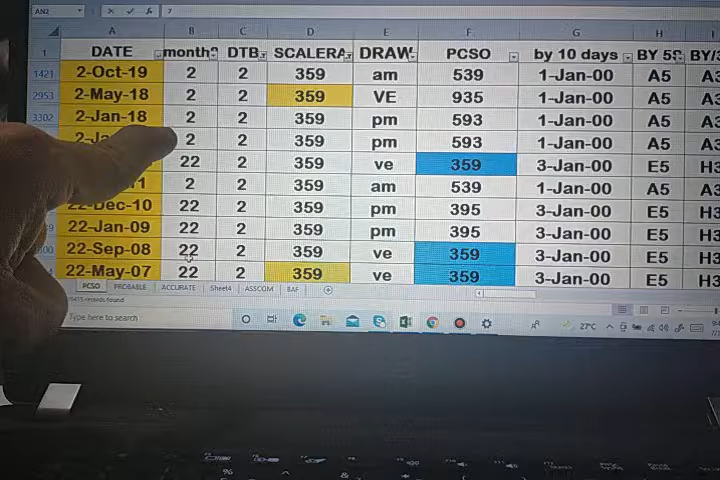 AN2 7
A B C D E F G H I
1 DATE month DTB SCALERA DRAW PCSO by 10 days BY 5 BY/3
1421 2-Oct-19 2 2 359 am 539 1-Jan-00 A5 A3
2953 2-May-18 2 2 359 VE 935 1-Jan-00 A5 A3
3302 2-Jan-18 2 2 359 pm 593 1-Jan-00 A5 A3
2 2 359 pm 593 1-Jan-00 A5 A3
22 2 359 ve 359 3-Jan-00 E5 H3
2 2 359 am 539 1-Jan-00 A5 A3
22-Dec-10 22 2 359 pm 395 3-Jan-00 E5 H3
22-Jan-09 22 2 359 pm 395 3-Jan-00 E5 H3
22-Sep-08 22 2 359 ve 359 3-Jan-00 E5 H3
22-May-07 22 2 359 ve 359 3-Jan-00 E5 H3
PCSO PROBABLE ACCURATE Sheet4 ASSCOM BAF
records found
Type here to search 27°C